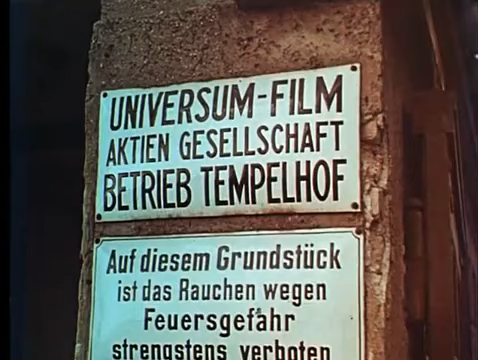 UNIVERSUM-FILM
AKTIEN GESELLSCHAFT
BETRIEB TEMPELHOF
Auf diesem Grundstück
ist das Rauchen wegen
Feuersgefahr
strengstens verboten